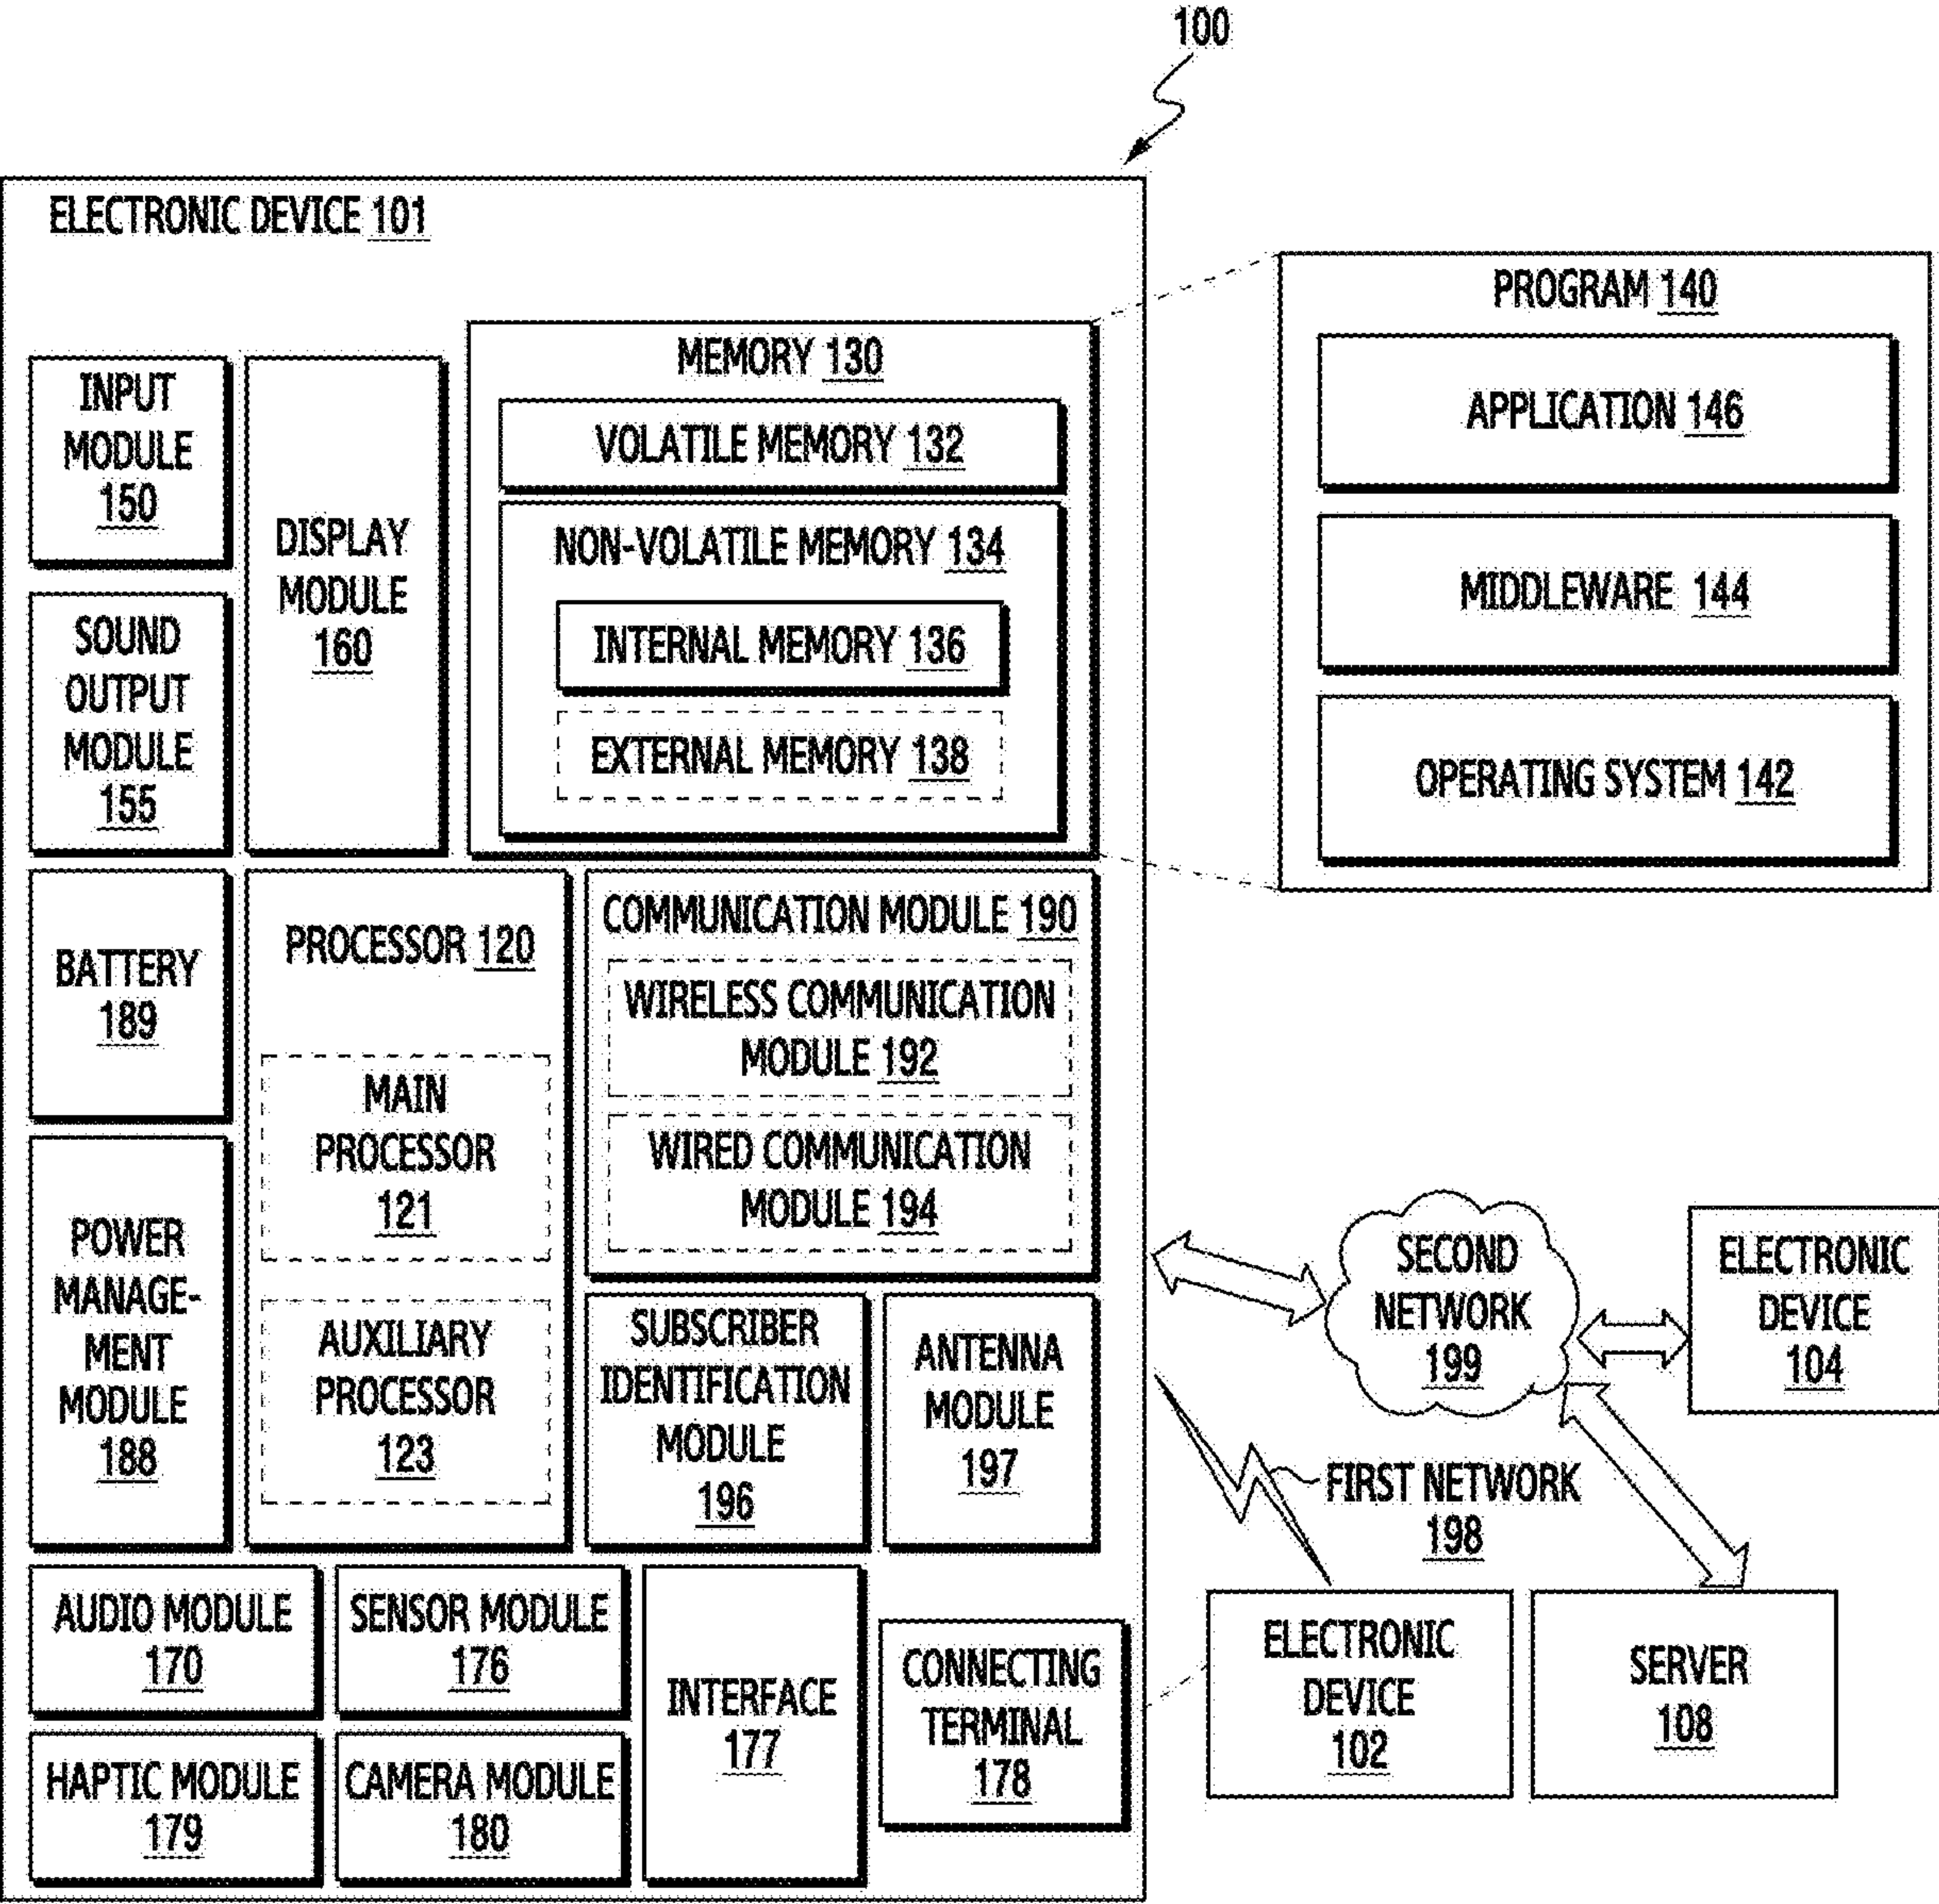 100
ELECTRONIC DEVICE 101
INPUT
MODULE
150
SOUND
OUTPUT
MODULE
155
DISPLAY
MODULE
160
MEMORY 130
VOLATILE MEMORY 132
NON-VOLATILE MEMORY 134
INTERNAL MEMORY 136
EXTERNAL MEMORY 138
PROGRAM 140
APPLICATION 146
MIDDLEWARE 144
OPERATING SYSTEM 142
BATTERY
189
POWER
MANAGE-
MENT
MODULE
188
PROCESSOR 120
MAIN
PROCESSOR
121
AUXILIARY
PROCESSOR
123
COMMUNICATION MODULE 190
WIRELESS COMMUNICATION
MODULE 192
WIRED COMMUNICATION
MODULE 194
SUBSCRIBER
IDENTIFICATION
MODULE
196
ANTENNA
MODULE
197
SECOND
NETWORK
199
ELECTRONIC
DEVICE
104
FIRST NETWORK
198
AUDIO MODULE
170
SENSOR MODULE
176
HAPTIC MODULE
179
CAMERA MODULE
180
INTERFACE
177
CONNECTING
TERMINAL
178
ELECTRONIC
DEVICE
102
SERVER
108